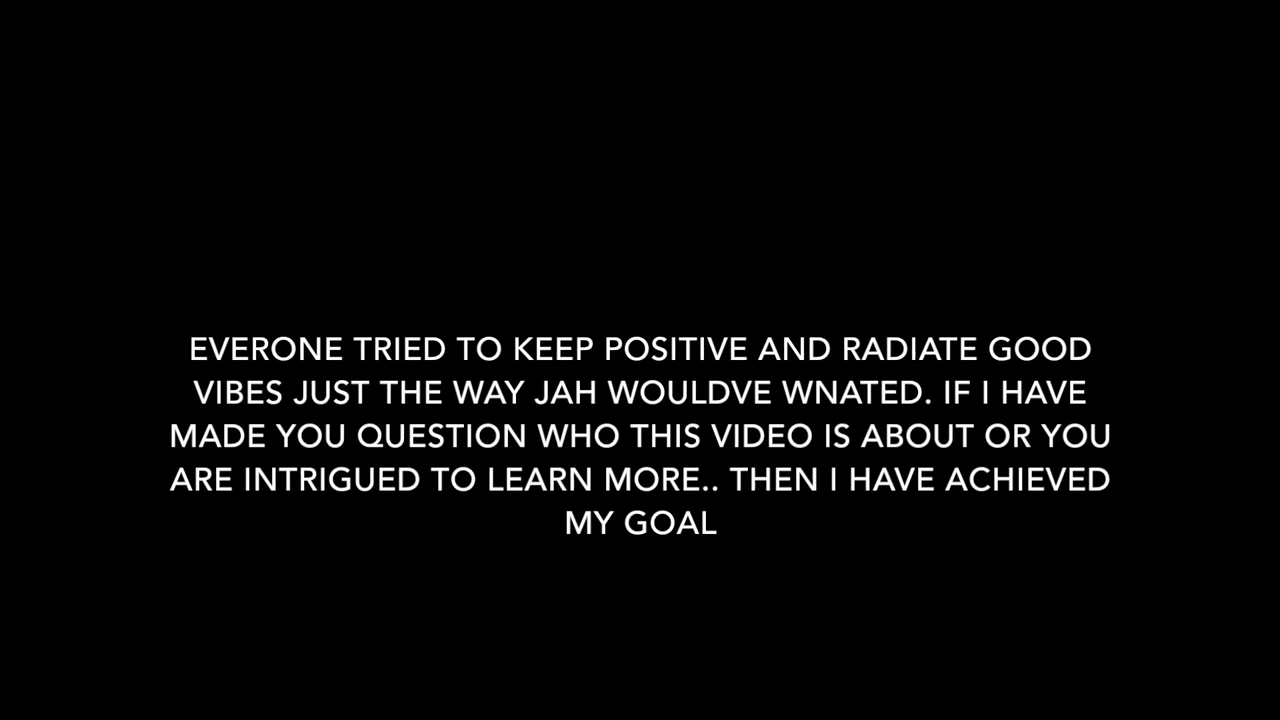 EVERONE TRIED TO KEEP POSITIVE AND RADIATE GOOD
VIBES JUST THE WAY JAH WOULDVE WNATED. IF I HAVE
MADE YOU QUESTION WHO THIS VIDEO IS ABOUT OR YOU
ARE INTRIGUED TO LEARN MORE.. THEN I HAVE ACHIEVED
MY GOAL